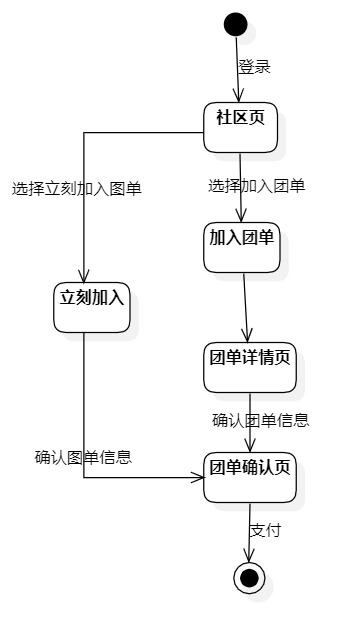 登录
社区页
选择立刻加入图单
选择加入团单
加入团单
立刻加入
团单详情页
确认团单信息
确认图单信息
团单确认页
支付